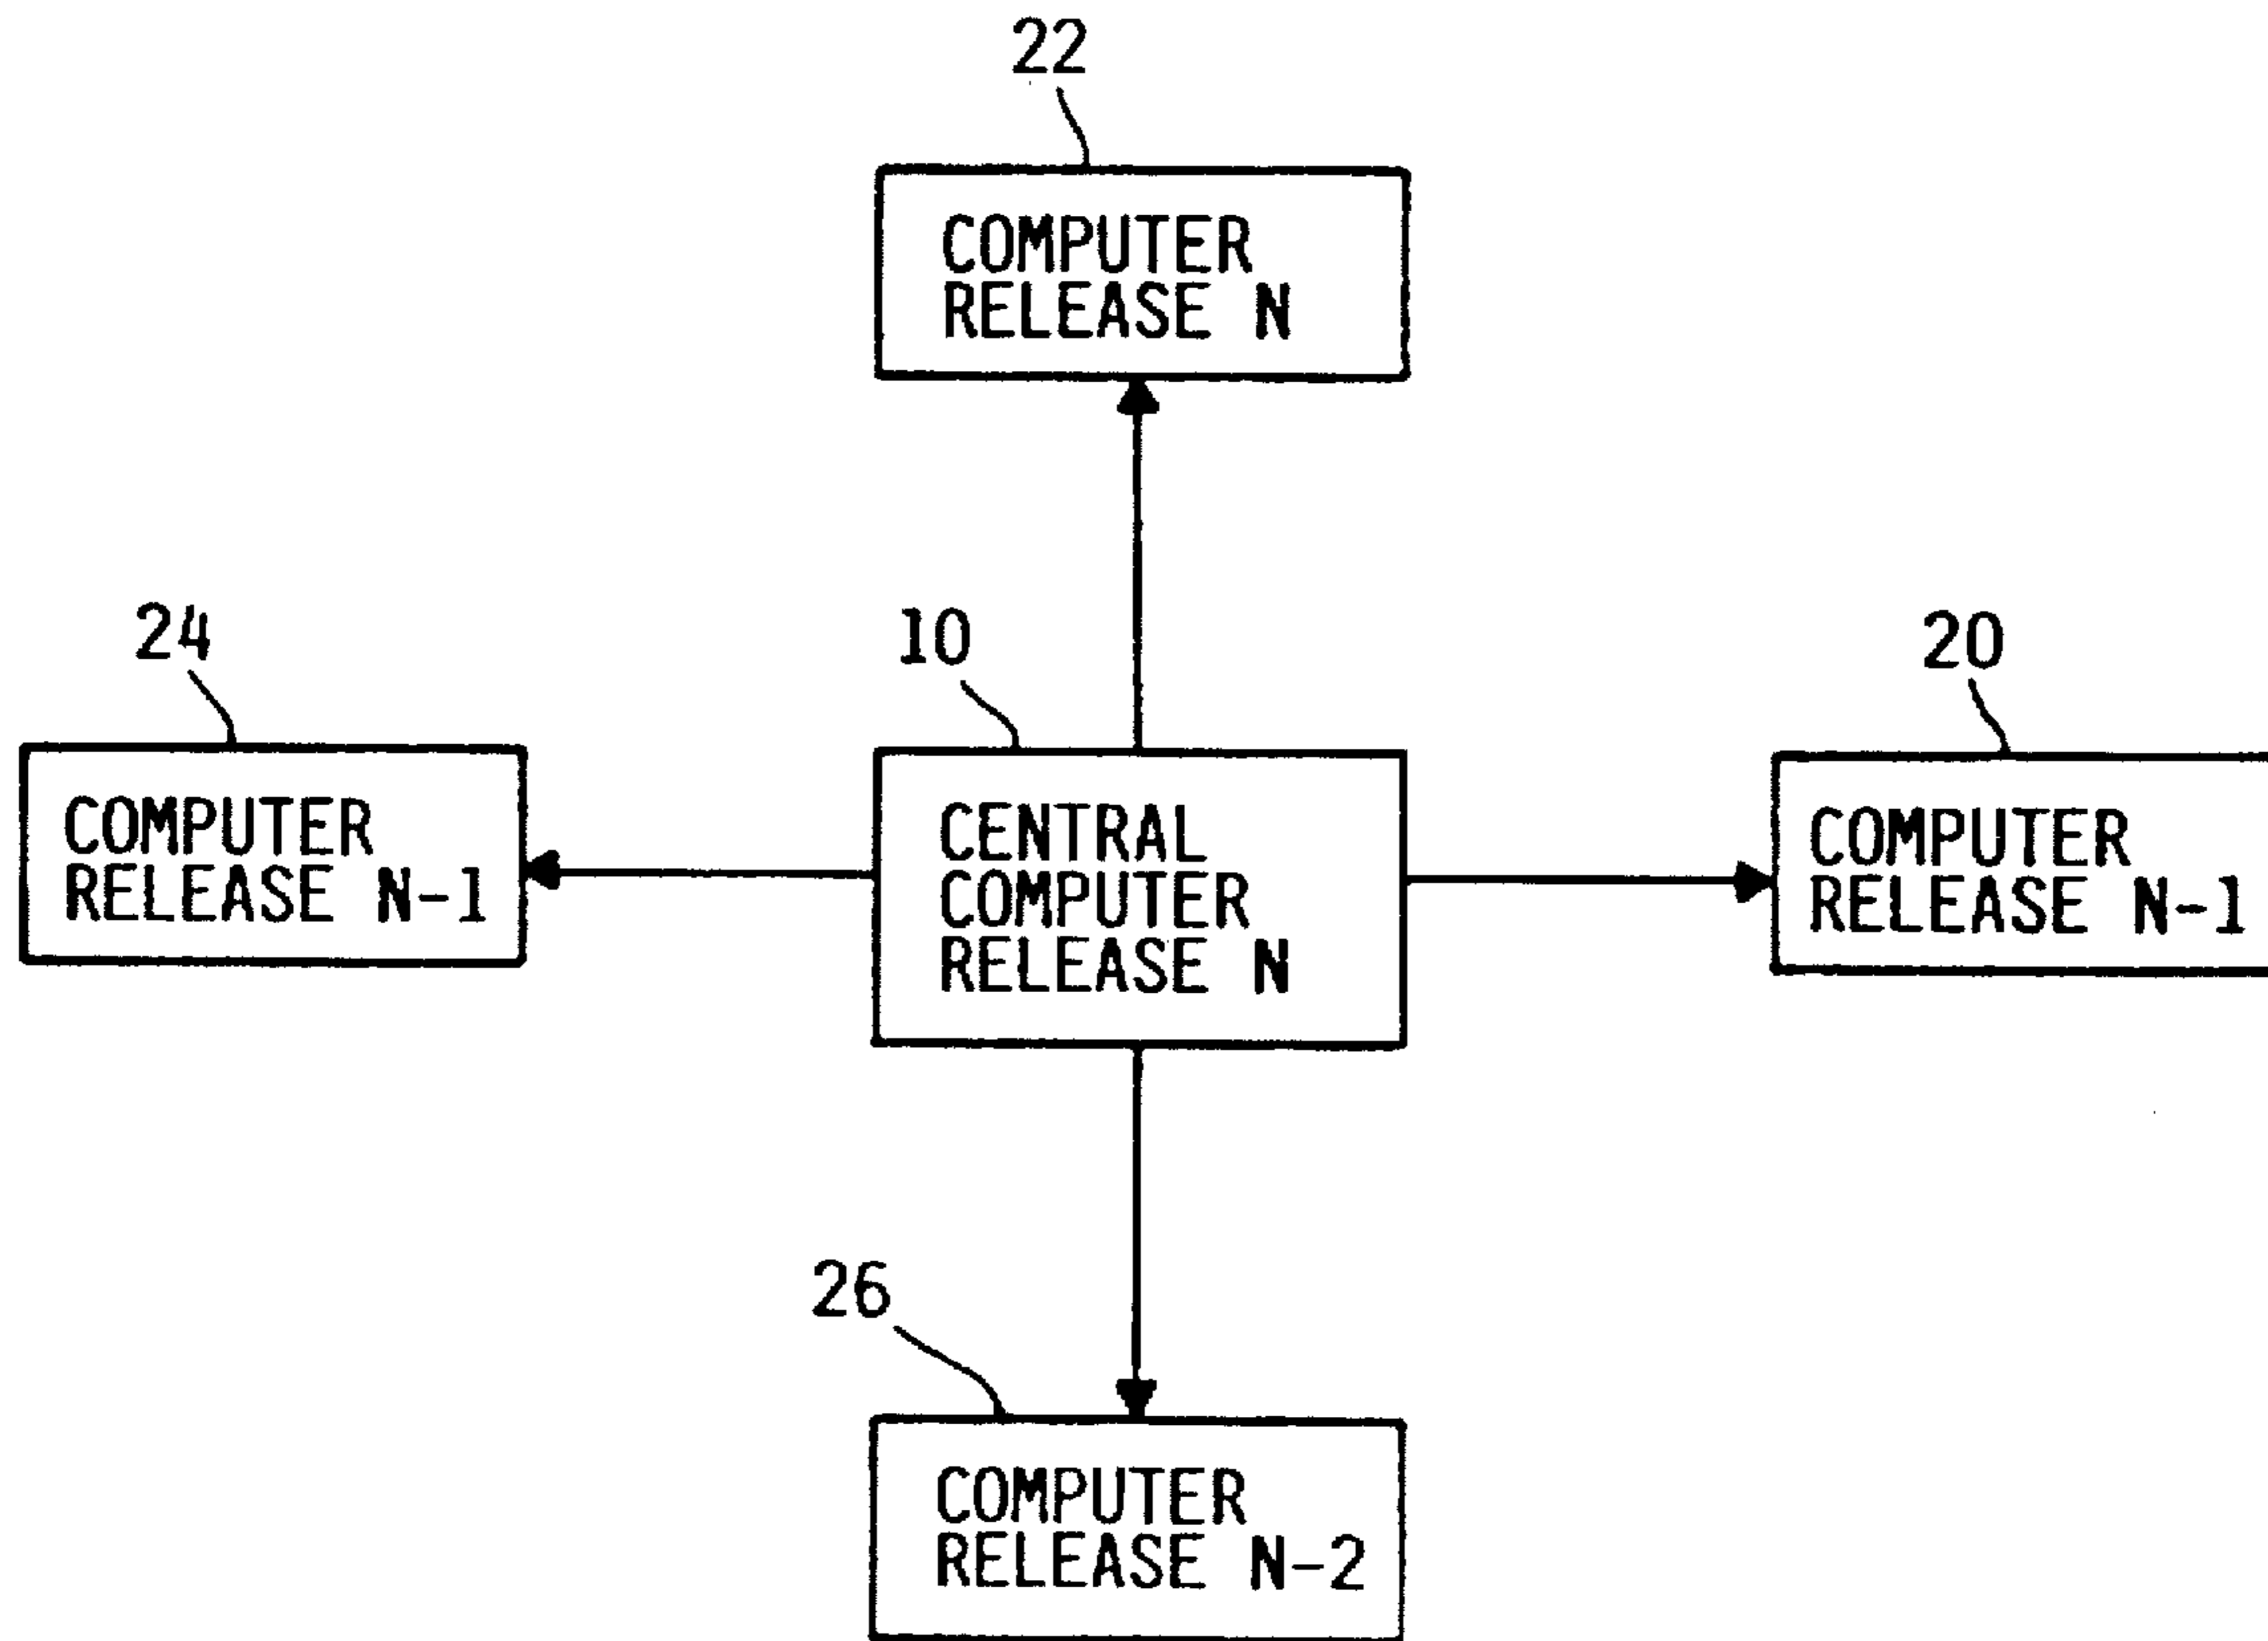 22
COMPUTER
RELEASE N
24
10
20
COMPUTER
RELEASE N-1
CENTRAL
COMPUTER
RELEASE N
COMPUTER
RELEASE N-1
26
COMPUTER
RELEASE N-2